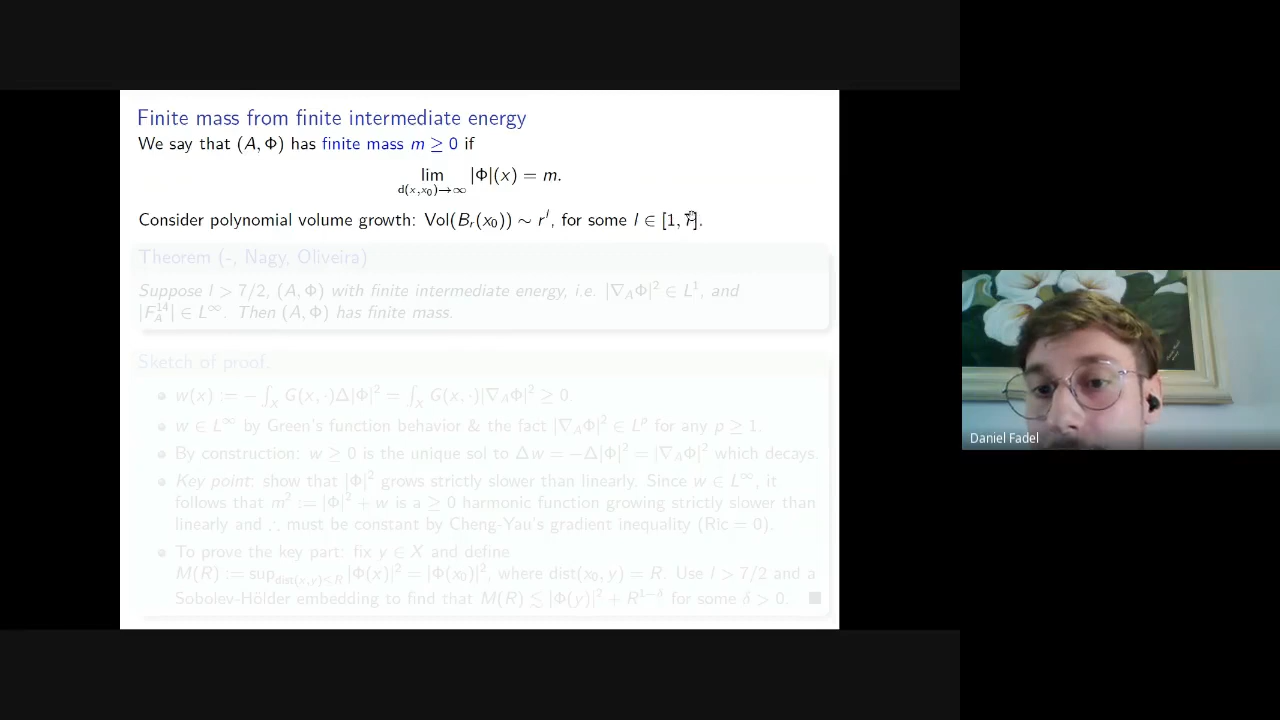 Finite mass from finite intermediate energy
We say that (A, Φ) has finite mass m ≥ 0 if
lim |Φ|(x) = m.
d(x,x₀)→∞
Consider polynomial volume growth: Vol(Bᵣ(x₀)) ∼ rˡ, for some l ∈ [1, 7].
Theorem (-, Nagy, Oliveira)
Suppose l > 7/2, (A, Φ) with finite intermediate energy, i.e. |∇_AΦ|² ∈ L¹, and
|F_A¹⁴| ∈ L^∞. Then (A, Φ) has finite mass.
Sketch of proof.
• w(x) := − ∫_X G(x, ·)Δ|Φ|² = ∫_X G(x, ·)|∇_AΦ|² ≥ 0.
• w ∈ L^∞ by Green's function behavior & the fact |∇_AΦ|² ∈ Lᵖ for any p ≥ 1.
• By construction: w ≥ 0 is the unique sol to Δw = −Δ|Φ|² = |∇_AΦ|² which decays.
• Key point: show that |Φ|² grows strictly slower than linearly. Since w ∈ L^∞, it
follows that m² := |Φ|² + w is a ≥ 0 harmonic function growing strictly slower than
linearly and ∴ must be constant by Cheng-Yau's gradient inequality (Ric = 0).
• To prove the key part: fix y ∈ X and define
M(R) := sup_{dist(x,y)≤R} |Φ(x)|² = |Φ(x₀)|², where dist(x₀, y) = R. Use l > 7/2 and a
Sobolev-Hölder embedding to find that M(R) ≲ |Φ(y)|² + R^{1−δ} for some δ > 0. ■
Daniel Fadel